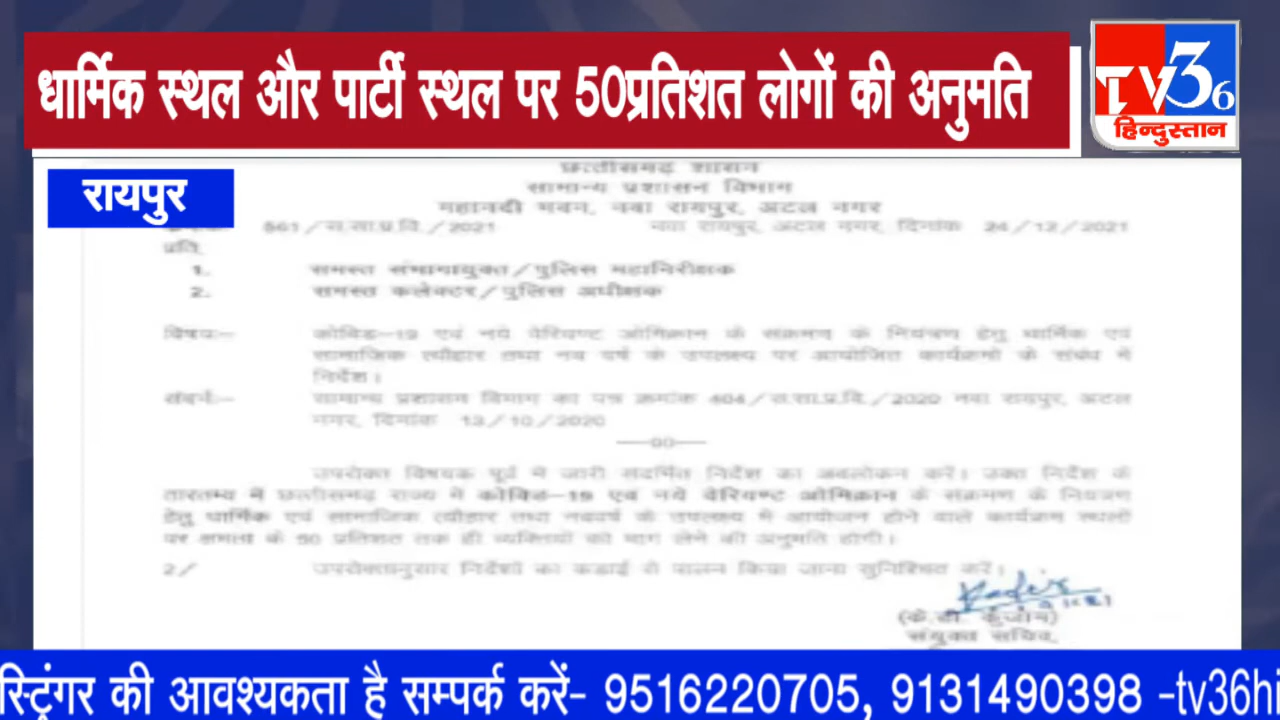 धार्मिक स्थल और पार्टी स्थल पर 50प्रतिशत लोगों की अनुमति
TV36
हिन्दुस्तान
रायपुर
छत्तीसगढ़ शासन
सामान्य प्रशासन विभाग
महानदी भवन, नवा रायपुर, अटल नगर
561/स.सा.प्र.वि./2021 नवा रायपुर, अटल नगर, दिनांक 24/12/2021
प्रति,
1. समस्त संभागायुक्त/पुलिस महानिरीक्षक
2. समस्त कलेक्टर/पुलिस अधीक्षक
विषयः– कोविड–19 एवं नये वेरियण्ट ओमिक्रान के संक्रमण के नियंत्रण हेतु धार्मिक एवं
सामाजिक त्यौहार तथा नव वर्ष के उपलक्ष्य पर आयोजित कार्यक्रमों के संबंध में
निर्देश।
संदर्भः– सामान्य प्रशासन विभाग का पत्र क्रमांक 404/स.सा.प्र.वि./2020 नवा रायपुर, अटल
नगर, दिनांक 13/10/2020
––00––
उपरोक्त विषयक पूर्व में जारी संदर्भित निर्देश का अवलोकन करें। उक्त निर्देश के
तारतम्य में छत्तीसगढ़ राज्य में कोविड–19 एवं नये वेरियण्ट ओमिक्रान के संक्रमण के नियंत्रण
हेतु धार्मिक एवं सामाजिक त्यौहार तथा नववर्ष के उपलक्ष्य में आयोजन होने वाले कार्यक्रम स्थलों
पर क्षमता के 50 प्रतिशत तक ही व्यक्तियों को भाग लेने की अनुमति होगी।
2/ उपरोक्तानुसार निर्देशों का कड़ाई से पालन किया जाना सुनिश्चित करें।
(के.डी. कुंजाम)
संयुक्त सचिव,
स्ट्रिंगर की आवश्यकता है सम्पर्क करें- 9516220705, 9131490398 -tv36hi